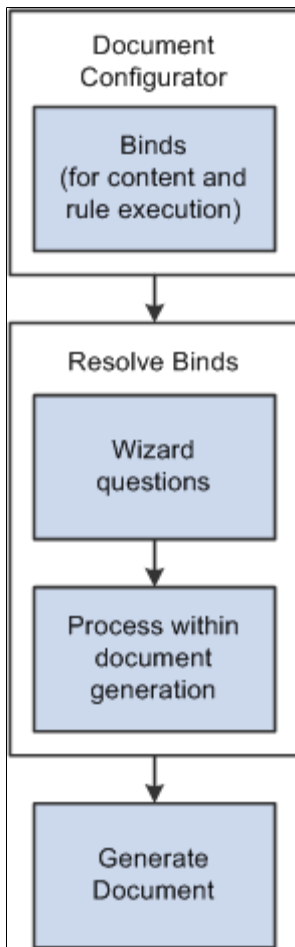 Document
Configurator
Binds
(for content and
rule execution)
Resolve Binds
Wizard
questions
Process within
document
generation
Generate
Document